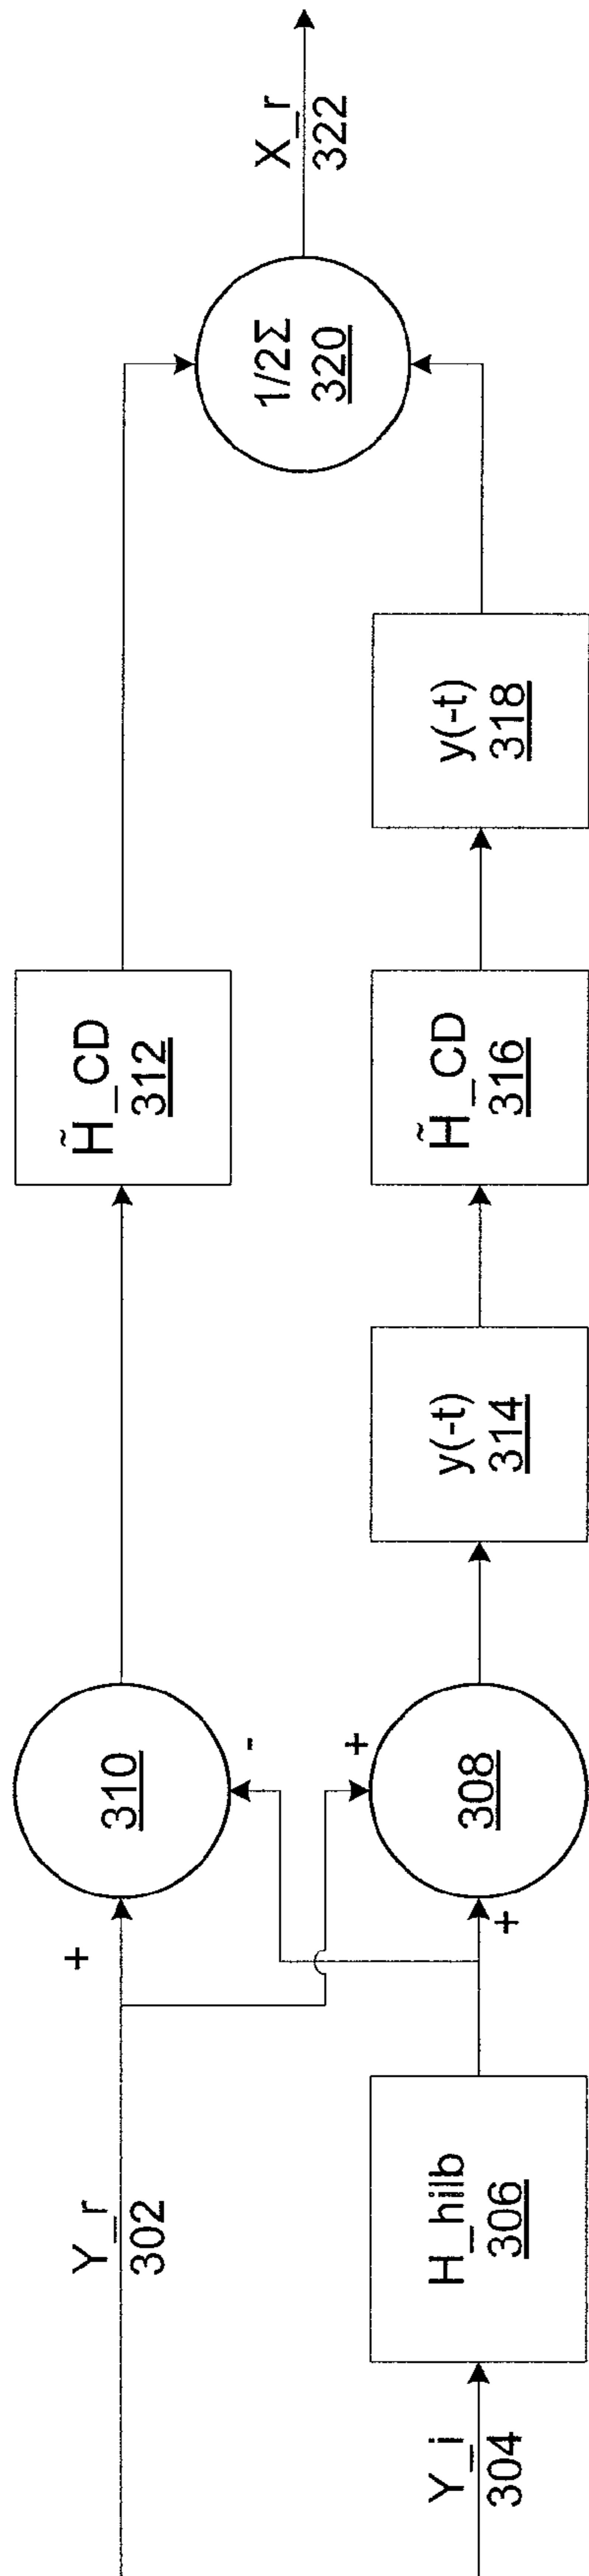 Y_r
302
Y_i
304
H_hilb
306
+
-
310
+
+
308
H̃_CD
312
y(-t)
314
H̃_CD
316
y(-t)
318
1/2Σ
320
X_r
322